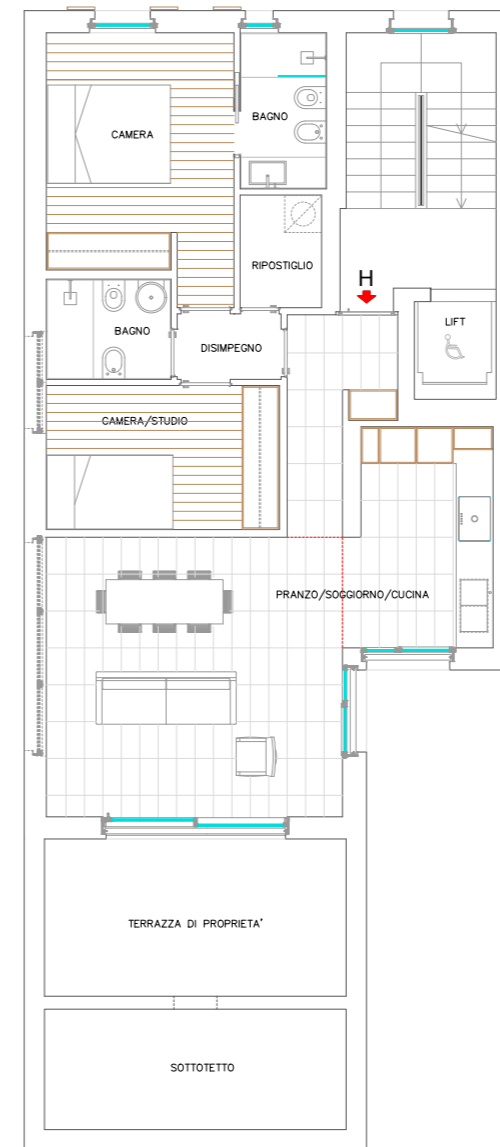 CAMERA
BAGNO
RIPOSTIGLIO
H
LIFT
BAGNO
DISIMPEGNO
CAMERA/STUDIO
PRANZO/SOGGIORNO/CUCINA
TERRAZZA DI PROPRIETA'
SOTTOTETTO